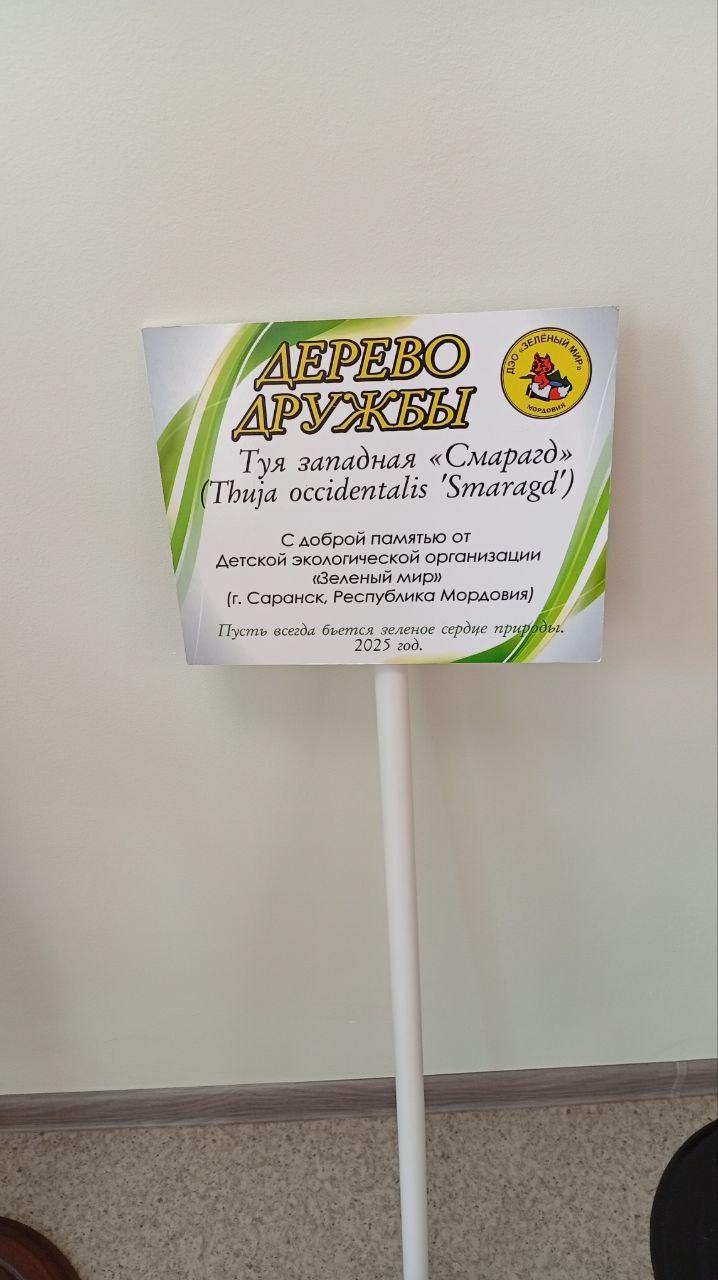 ДЕРЕВО
ДРУЖБЫ
ДЭО «ЗЕЛЁНЫЙ МИР»
МОРДОВИЯ
Туя западная «Смарагд»
(Thuja occidentalis 'Smaragd')
С доброй памятью от
Детской экологической организации
«Зеленый мир»
(г. Саранск, Республика Мордовия)
Пусть всегда бьется зеленое сердце природы.
2025 год.